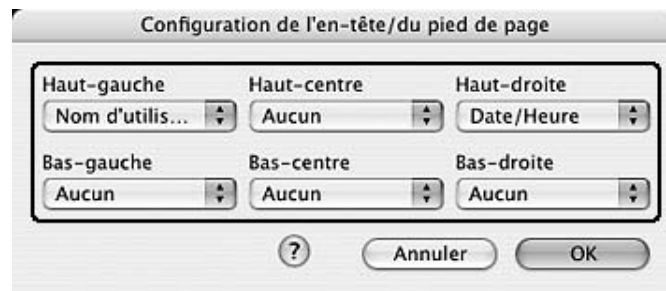 Configuration de l'en-tête/du pied de page
Haut-gauche Haut-centre Haut-droite
Nom d'utilis... Aucun Date/Heure
Bas-gauche Bas-centre Bas-droite
Aucun Aucun Aucun
? Annuler OK